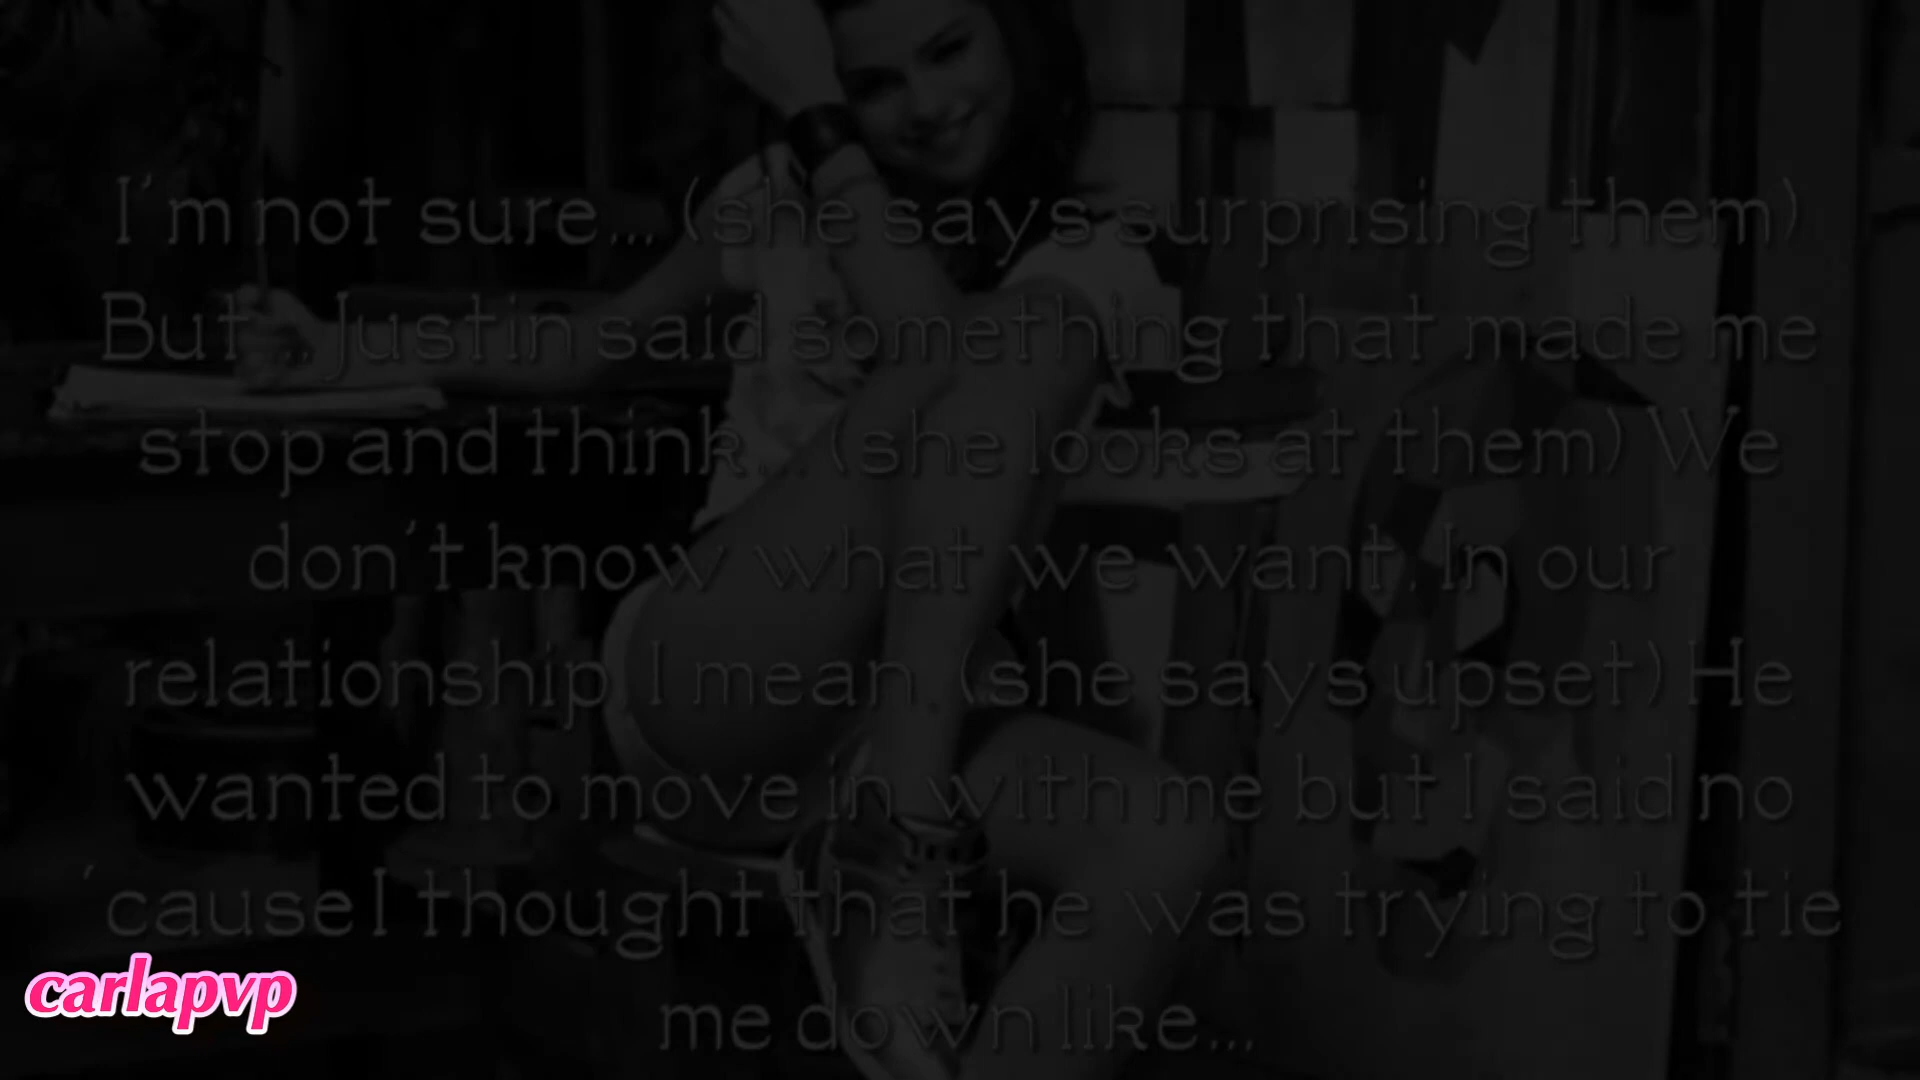 I'm not sure... (she says surprising them)
But ... Justin said something that made me
stop and think... (she looks at them) We
don't know what we want. In our
relationship, I mean. (she says upset) He
wanted to move in with me but I said no
'cause I thought that he was trying to tie
me down like...
carlapvp